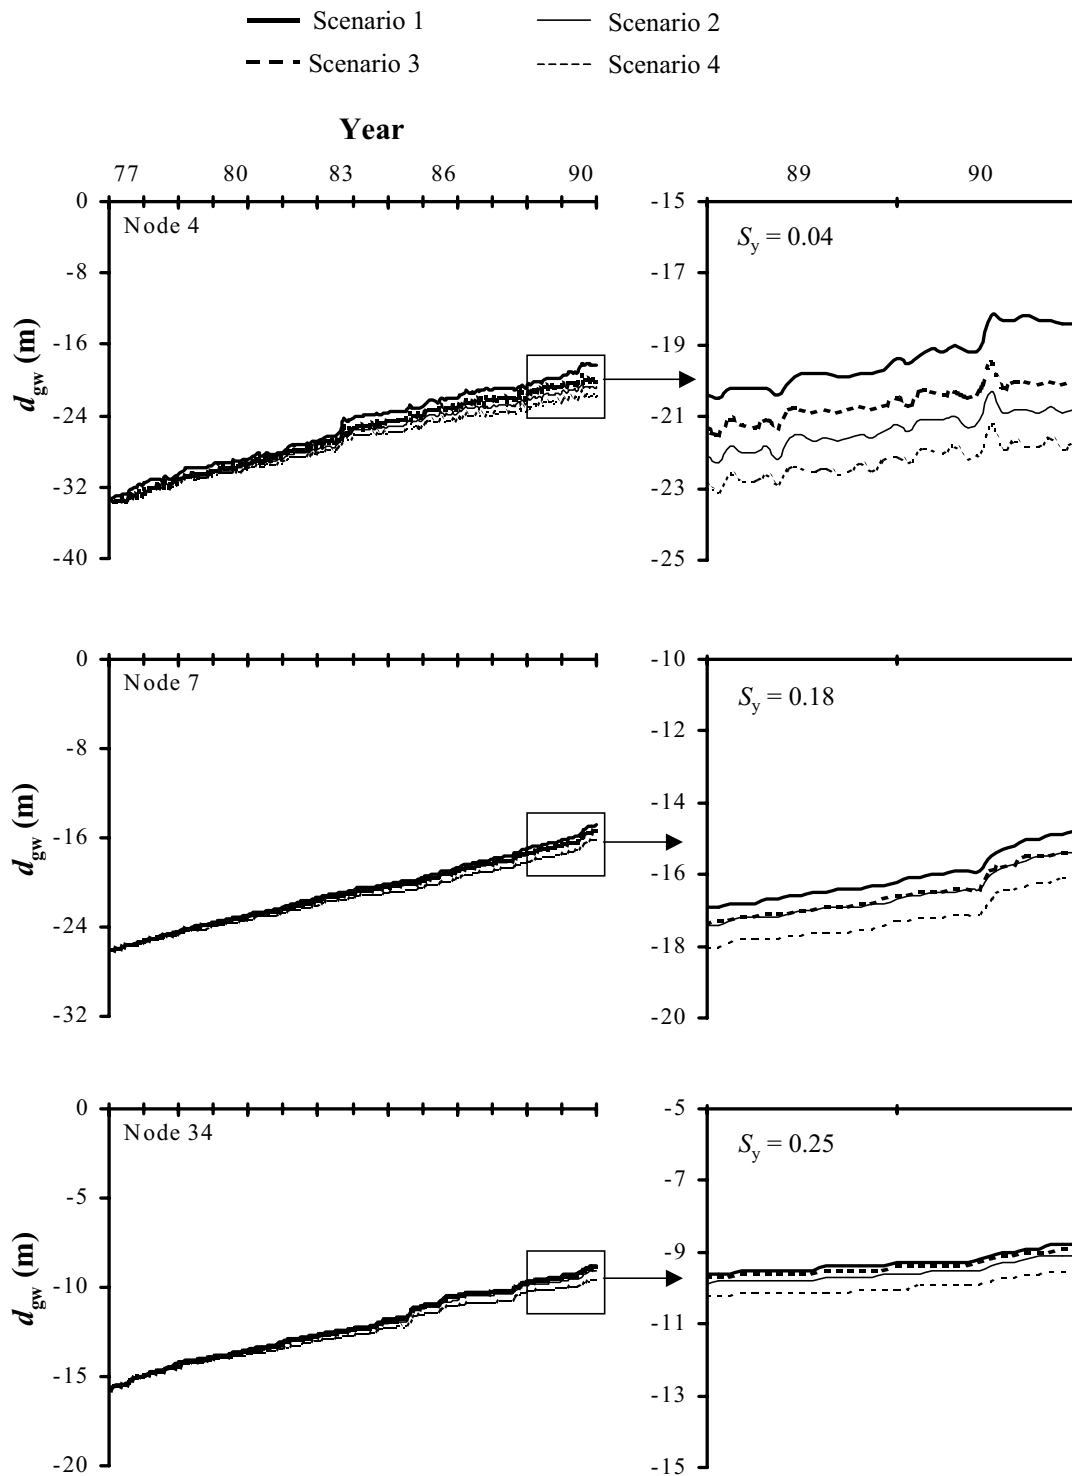 Scenario 1 Scenario 2
Scenario 3 Scenario 4
Year
77 80 83 86 90 89 90
0 -15
Node 4 S_y = 0.04
-8 -17
-16 -19
d_gw (m)
-24 -21
-32 -23
-40 -25
0 -10
Node 7 S_y = 0.18
-8 -12
-14
d_gw (m)
-16 -16
-24 -18
-32 -20
0 -5
Node 34 S_y = 0.25
-5 -7
-9
d_gw (m)
-10
-11
-15 -13
-20 -15